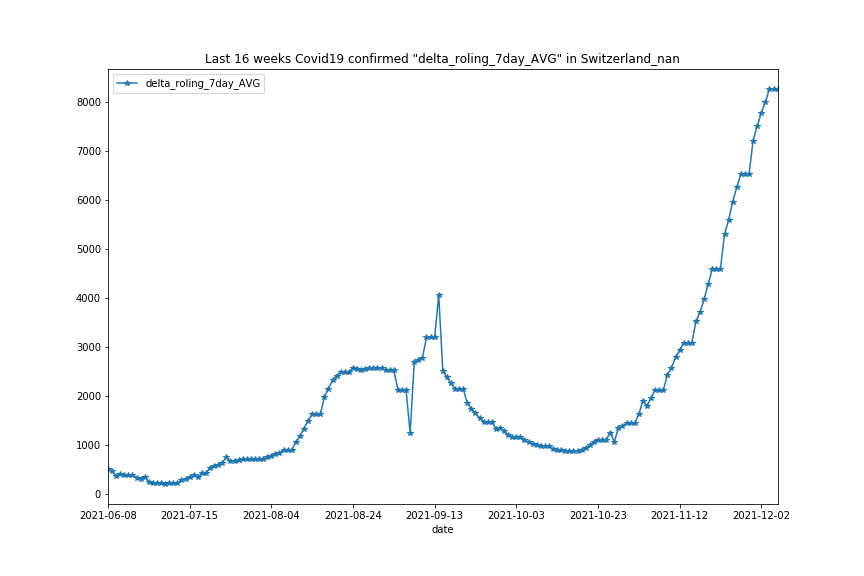 Last 16 weeks Covid19 confirmed "delta_roling_7day_AVG" in Switzerland_nan
delta_roling_7day_AVG
8000
7000
6000
5000
4000
3000
2000
1000
0
2021-06-08 2021-07-15 2021-08-04 2021-08-24 2021-09-13 2021-10-03 2021-10-23 2021-11-12 2021-12-02
date